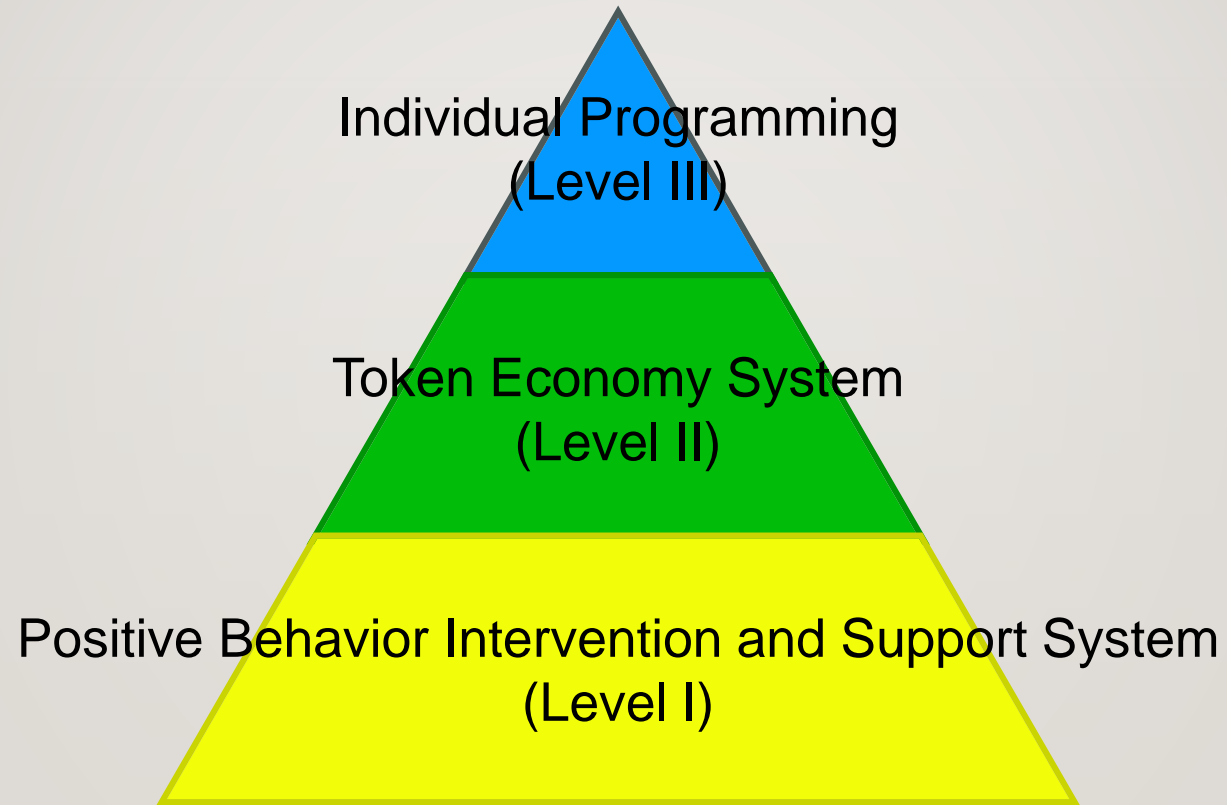 Individual Programming
(Level III)
Token Economy System
(Level II)
Positive Behavior Intervention and Support System
(Level I)